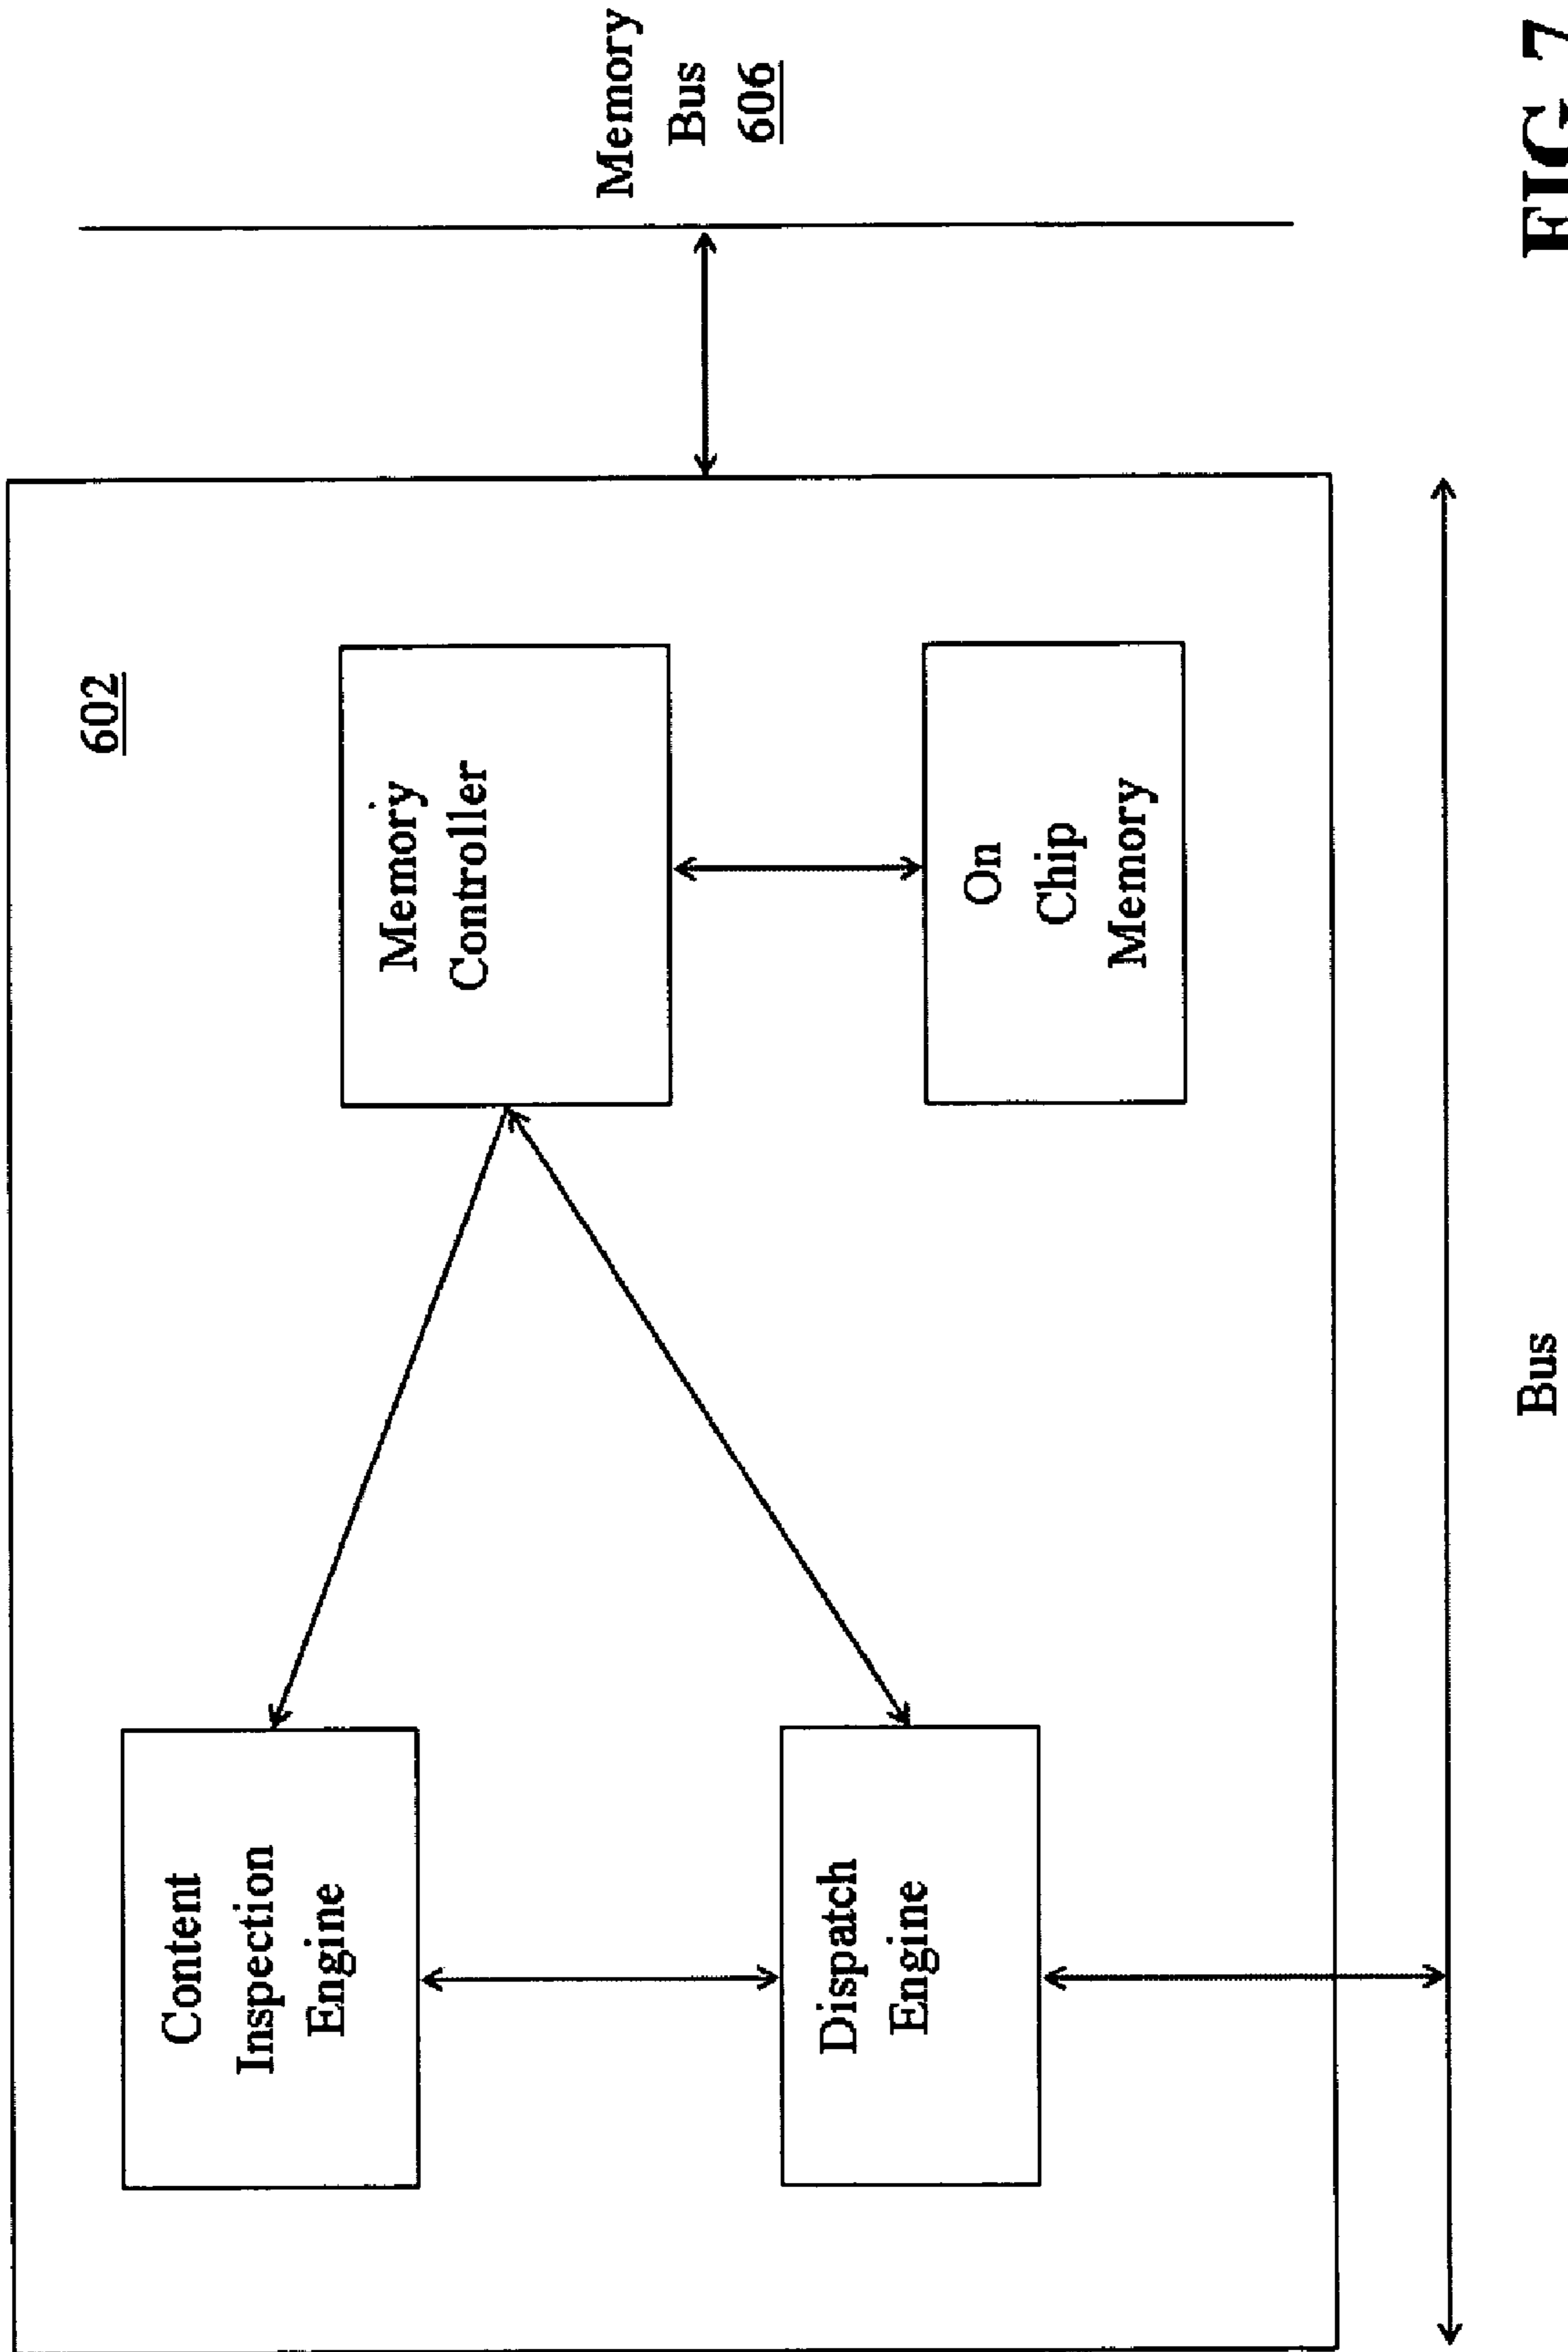 602
Content
Inspection
Engine
Memory
Controller
Memory
Bus
606
Dispatch
Engine
On
Chip
Memory
Bus
FIG 7